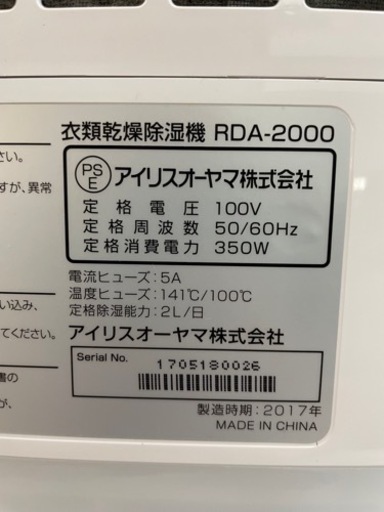 衣類乾燥除湿機 RDA-2000
さい。
すが、異常
PS
E
アイリスオーヤマ株式会社
定格電圧 100V
定格周波数 50/60Hz
定格消費電力 350W
電流ヒューズ：5A
温度ヒューズ：141℃/100℃
定格除湿能力：2L/日
い込み、
てください。
アイリスオーヤマ株式会社
Serial No.
1705180026
書の
が、
製造時期：2017年
MADE IN CHINA